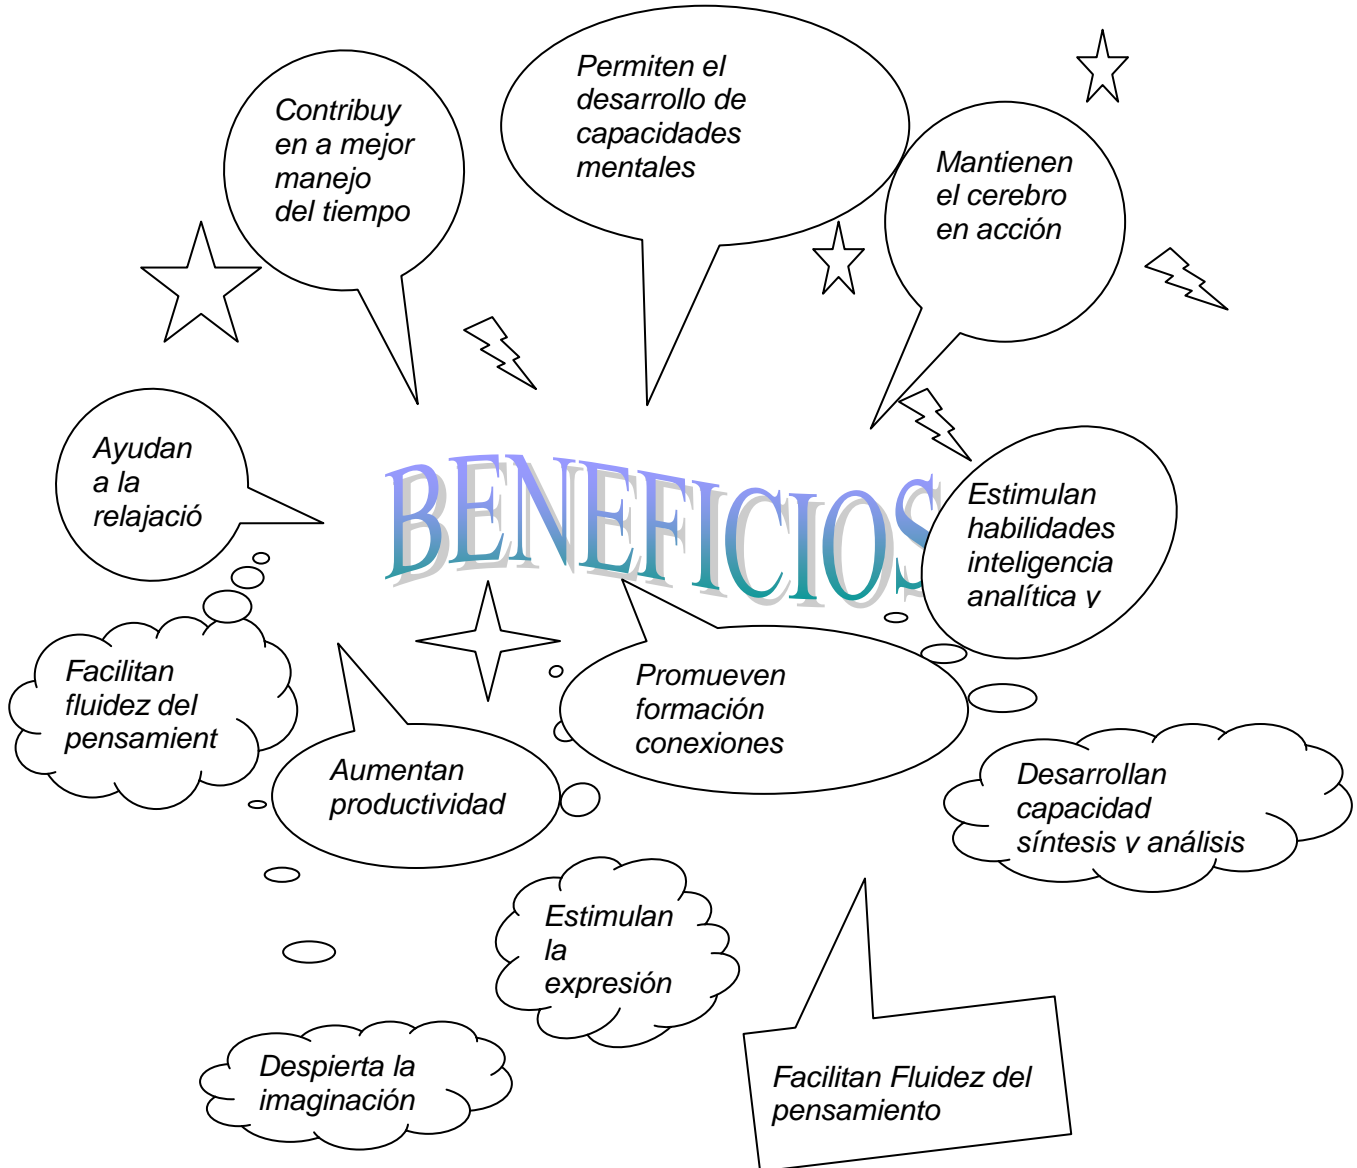 Permiten el
desarrollo de
capacidades
mentales
Contribuy
en a mejor
manejo
del tiempo
Mantienen
el cerebro
en acción
Ayudan
a la
relajació
BENEFICIOS
Estimulan
habilidades
inteligencia
analítica y
Facilitan
fluidez del
pensamient
Promueven
formación
conexiones
Aumentan
productividad
Desarrollan
capacidad
síntesis y análisis
Estimulan
la
expresión
Despierta la
imaginación
Facilitan Fluidez del
pensamiento